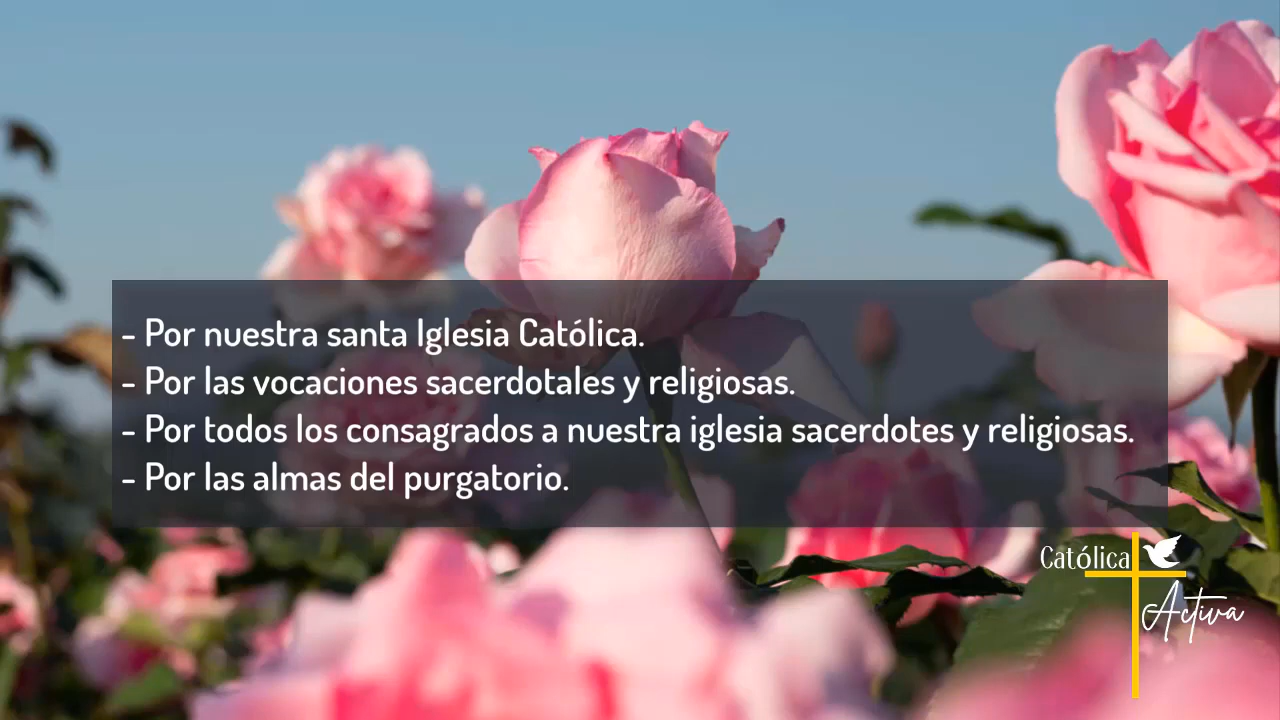 - Por nuestra santa Iglesia Católica.
- Por las vocaciones sacerdotales y religiosas.
- Por todos los consagrados a nuestra iglesia sacerdotes y religiosas.
- Por las almas del purgatorio.
Católica
Activa